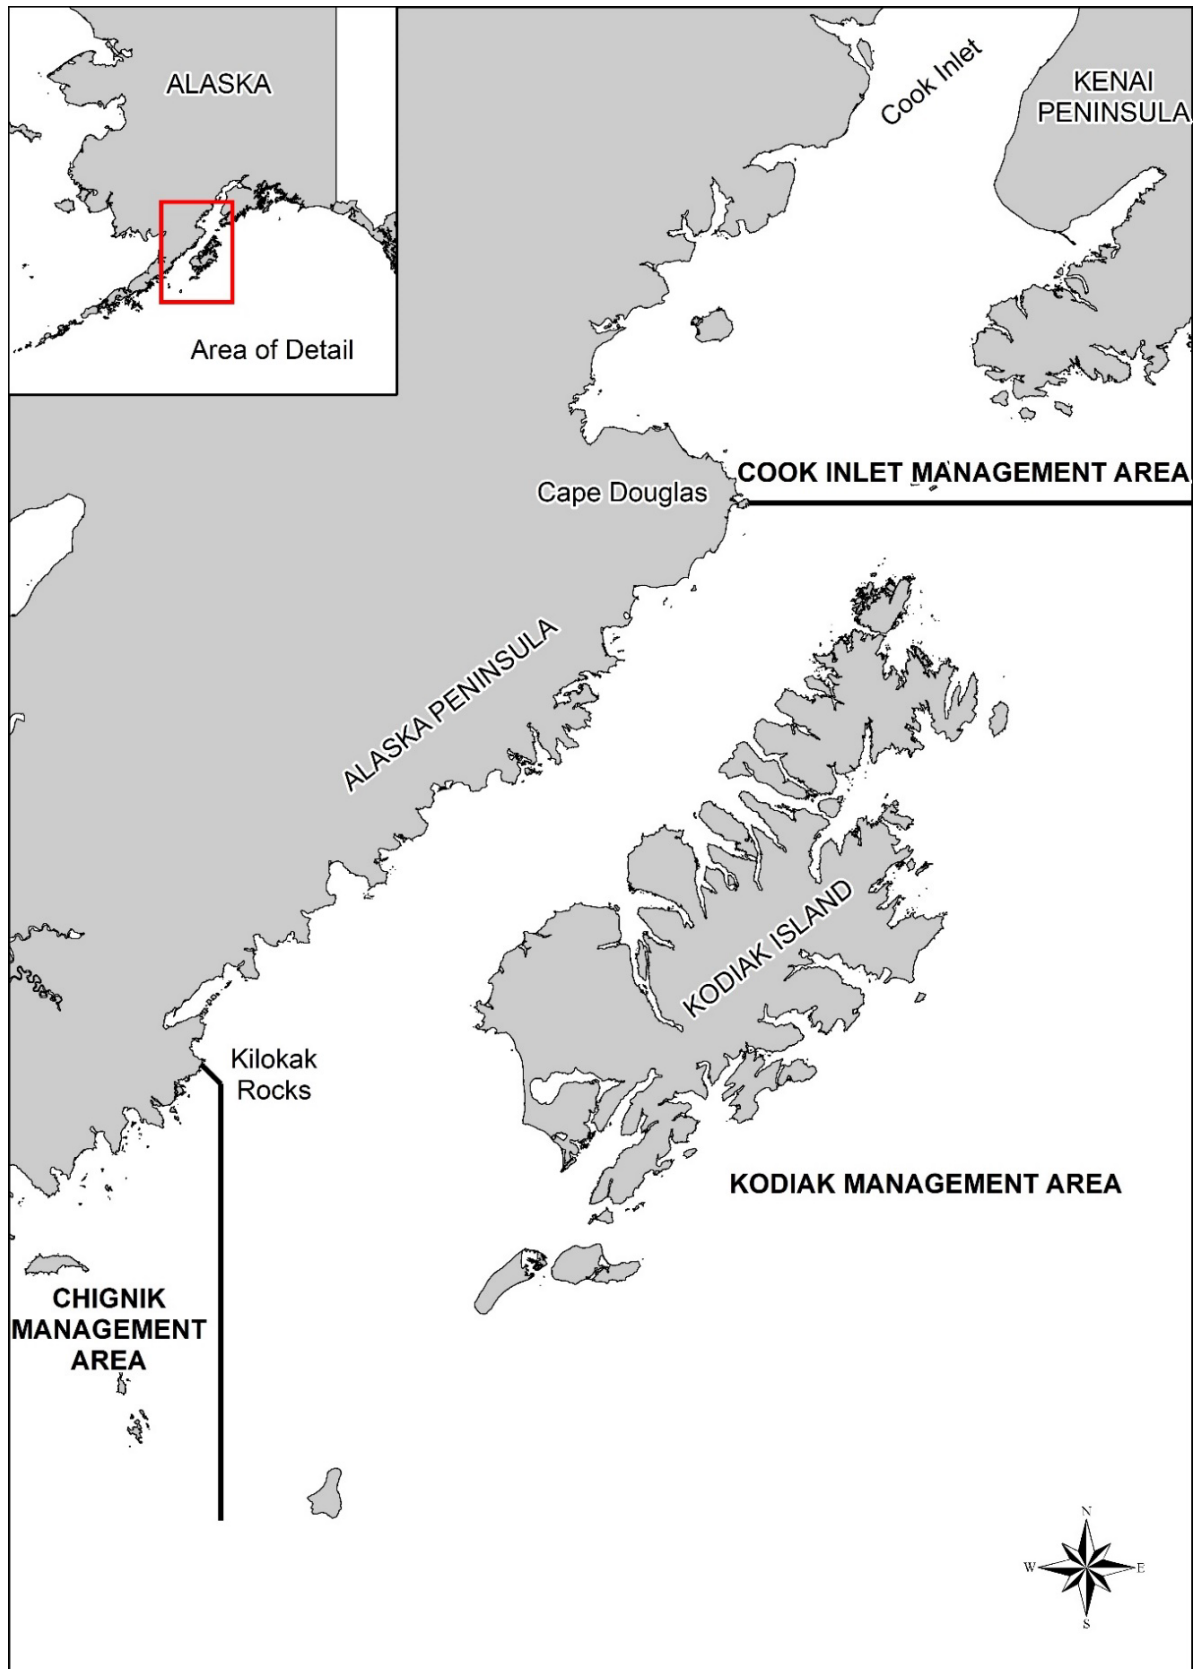 ALASKA
Area of Detail
Cook Inlet
KENAI
PENINSULA
COOK INLET MANAGEMENT AREA
Cape Douglas
ALASKA PENINSULA
KODIAK ISLAND
Kilokak
Rocks
KODIAK MANAGEMENT AREA
CHIGNIK
MANAGEMENT
AREA
N
W
E
S